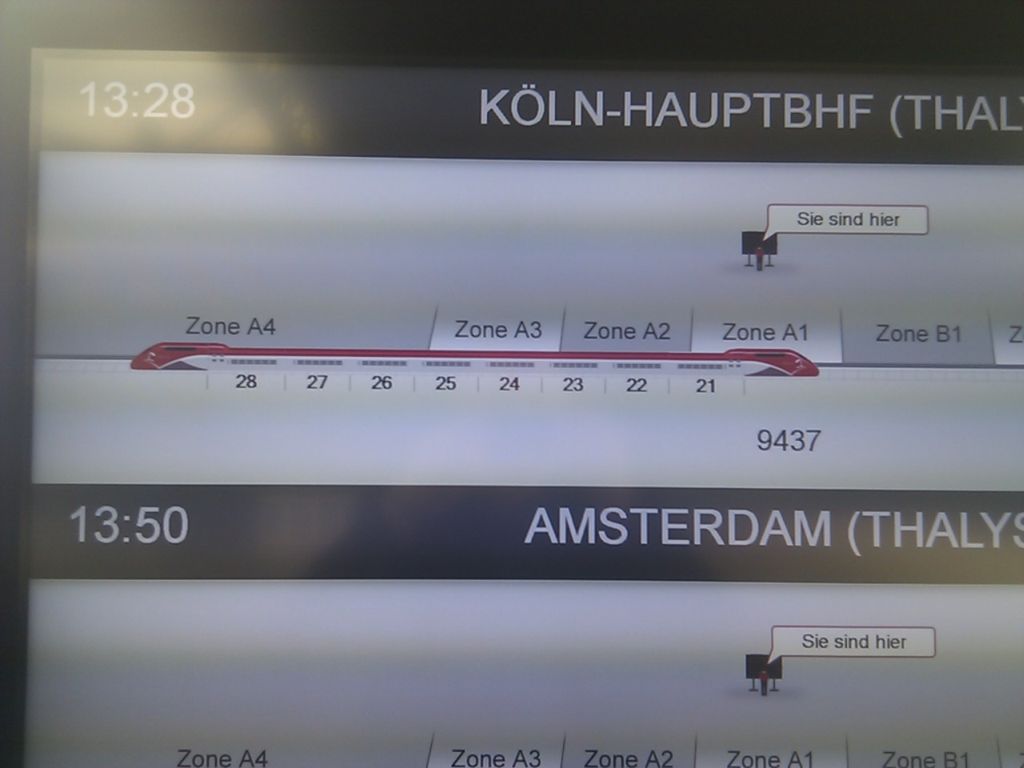 13:28 KÖLN-HAUPTBHF (THAL
Sie sind hier
Zone A4 Zone A3 Zone A2 Zone A1 Zone B1 Z
28 27 26 25 24 23 22 21
9437
13:50 AMSTERDAM (THALYS
Sie sind hier
Zone A4 Zone A3 Zone A2 Zone A1 Zone B1